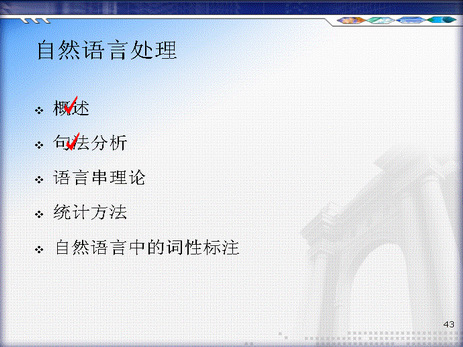 自然语言处理
概述
句法分析
语言串理论
统计方法
自然语言中的词性标注
43